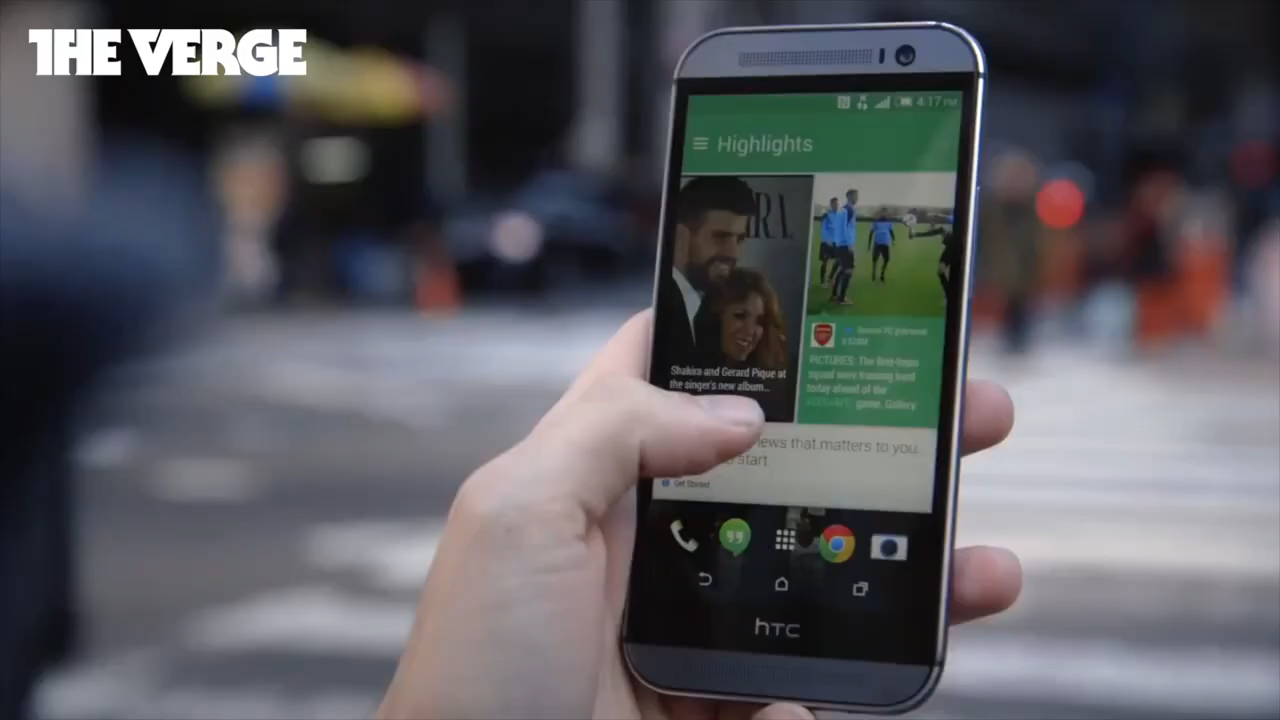 THE VERGE
4:17 PM
Highlights
Shakira and Gerard Pique at
the singer's new album...
PICTURES: The first-team
squad were training hard
today ahead of the
game. Gallery
news that matters to you.
start
Get Started
htc